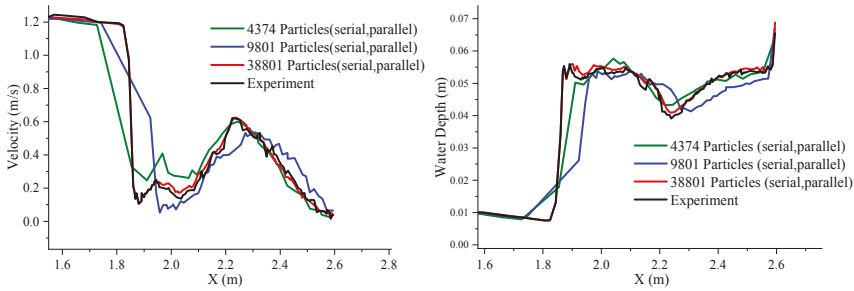 4374 Particles(serial,parallel)
9801 Particles(serial,parallel)
38801 Particles(serial,parallel)
Experiment
Velocity (m/s)
1.2
1.0
0.8
0.6
0.4
0.2
0.0
1.6 1.8 2.0 2.2 2.4 2.6 2.8
X (m)
Water Depth (m)
0.07
0.06
0.05
0.04
0.03
0.02
0.01
0.00
4374 Particles (serial,parallel)
9801 Particles (serial,parallel)
38801 Particles (serial,parallel)
Experiment
1.6 1.8 2.0 2.2 2.4 2.6
X (m)